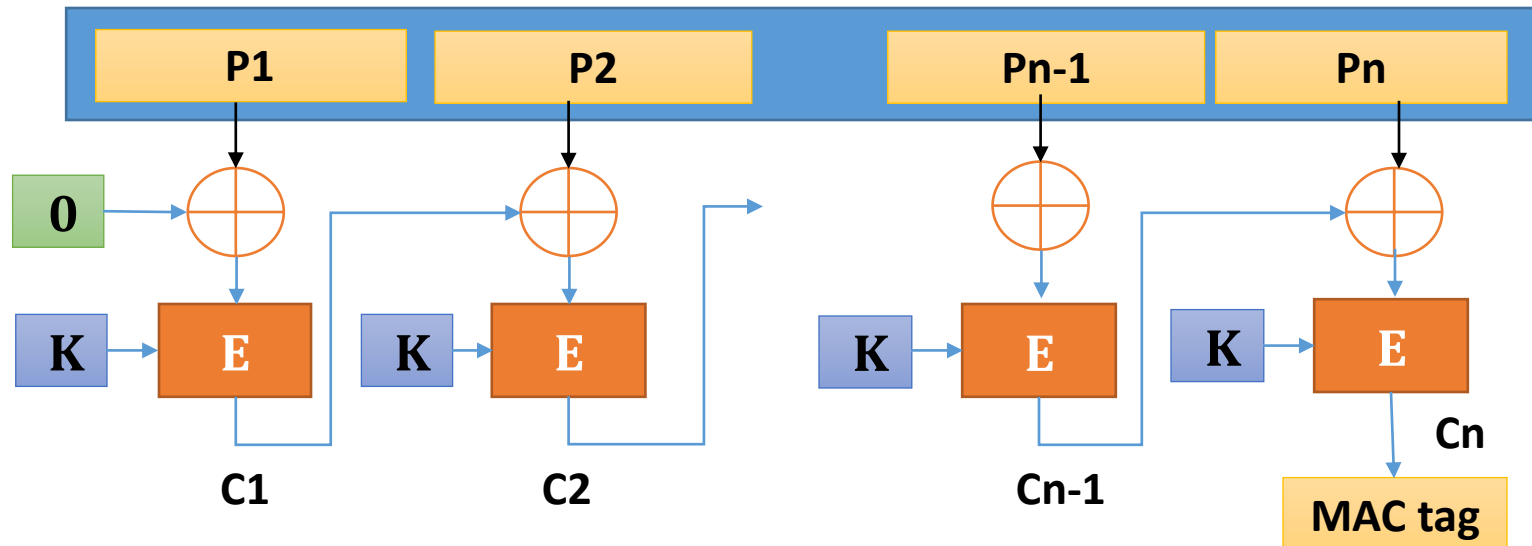 P1 P2 Pn-1 Pn
0
K E K E K E K E
C1 C2 Cn-1 Cn
MAC tag